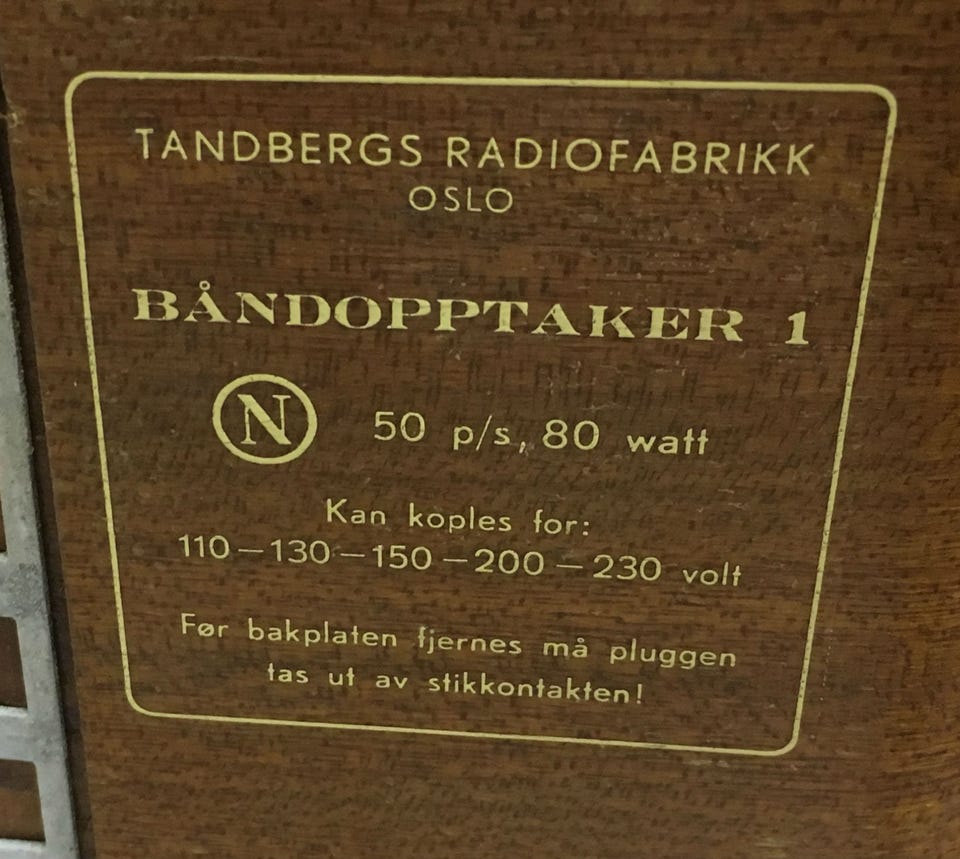 TANDBERGS RADIOFABRIKK
OSLO
BÅNDOPPTAKER 1
N 50 p/s, 80 watt
Kan koples for:
110–130–150–200–230 volt
Før bakplaten fjernes må pluggen
tas ut av stikkontakten!